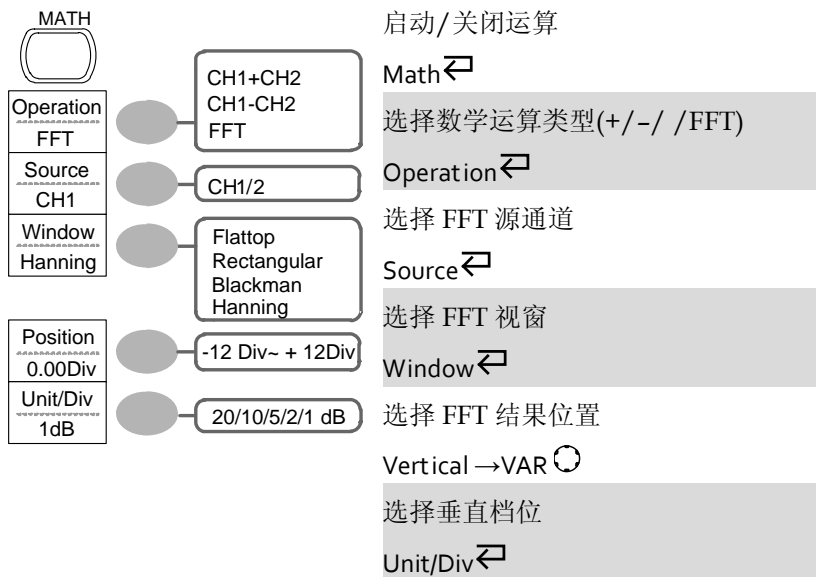 MATH
Operation
FFT
CH1+CH2
CH1-CH2
FFT
Source
CH1
CH1/2
Window
Hanning
Flattop
Rectangular
Blackman
Hanning
Position
0.00Div
-12 Div~ + 12Div
Unit/Div
1dB
20/10/5/2/1 dB
启动/关闭运算
Math
选择数学运算类型(+/-/ /FFT)
Operation
选择 FFT 源通道
Source
选择 FFT 视窗
Window
选择 FFT 结果位置
Vertical →VAR
选择垂直档位
Unit/Div